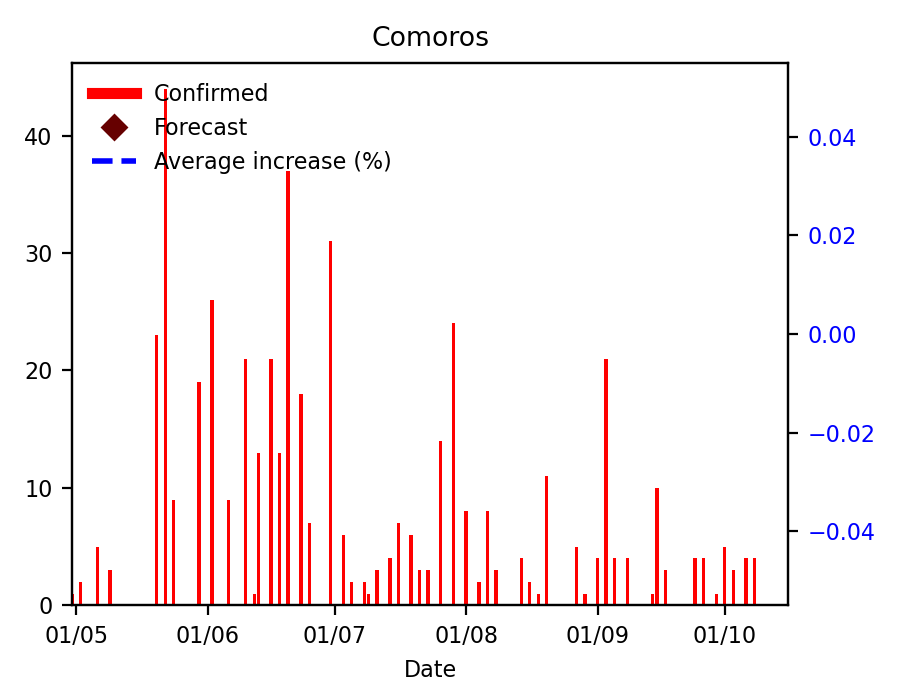 Comoros
Confirmed
Forecast
Average increase (%)
40
30
20
10
0
0.04
0.02
0.00
−0.02
−0.04
01/05 01/06 01/07 01/08 01/09 01/10
Date